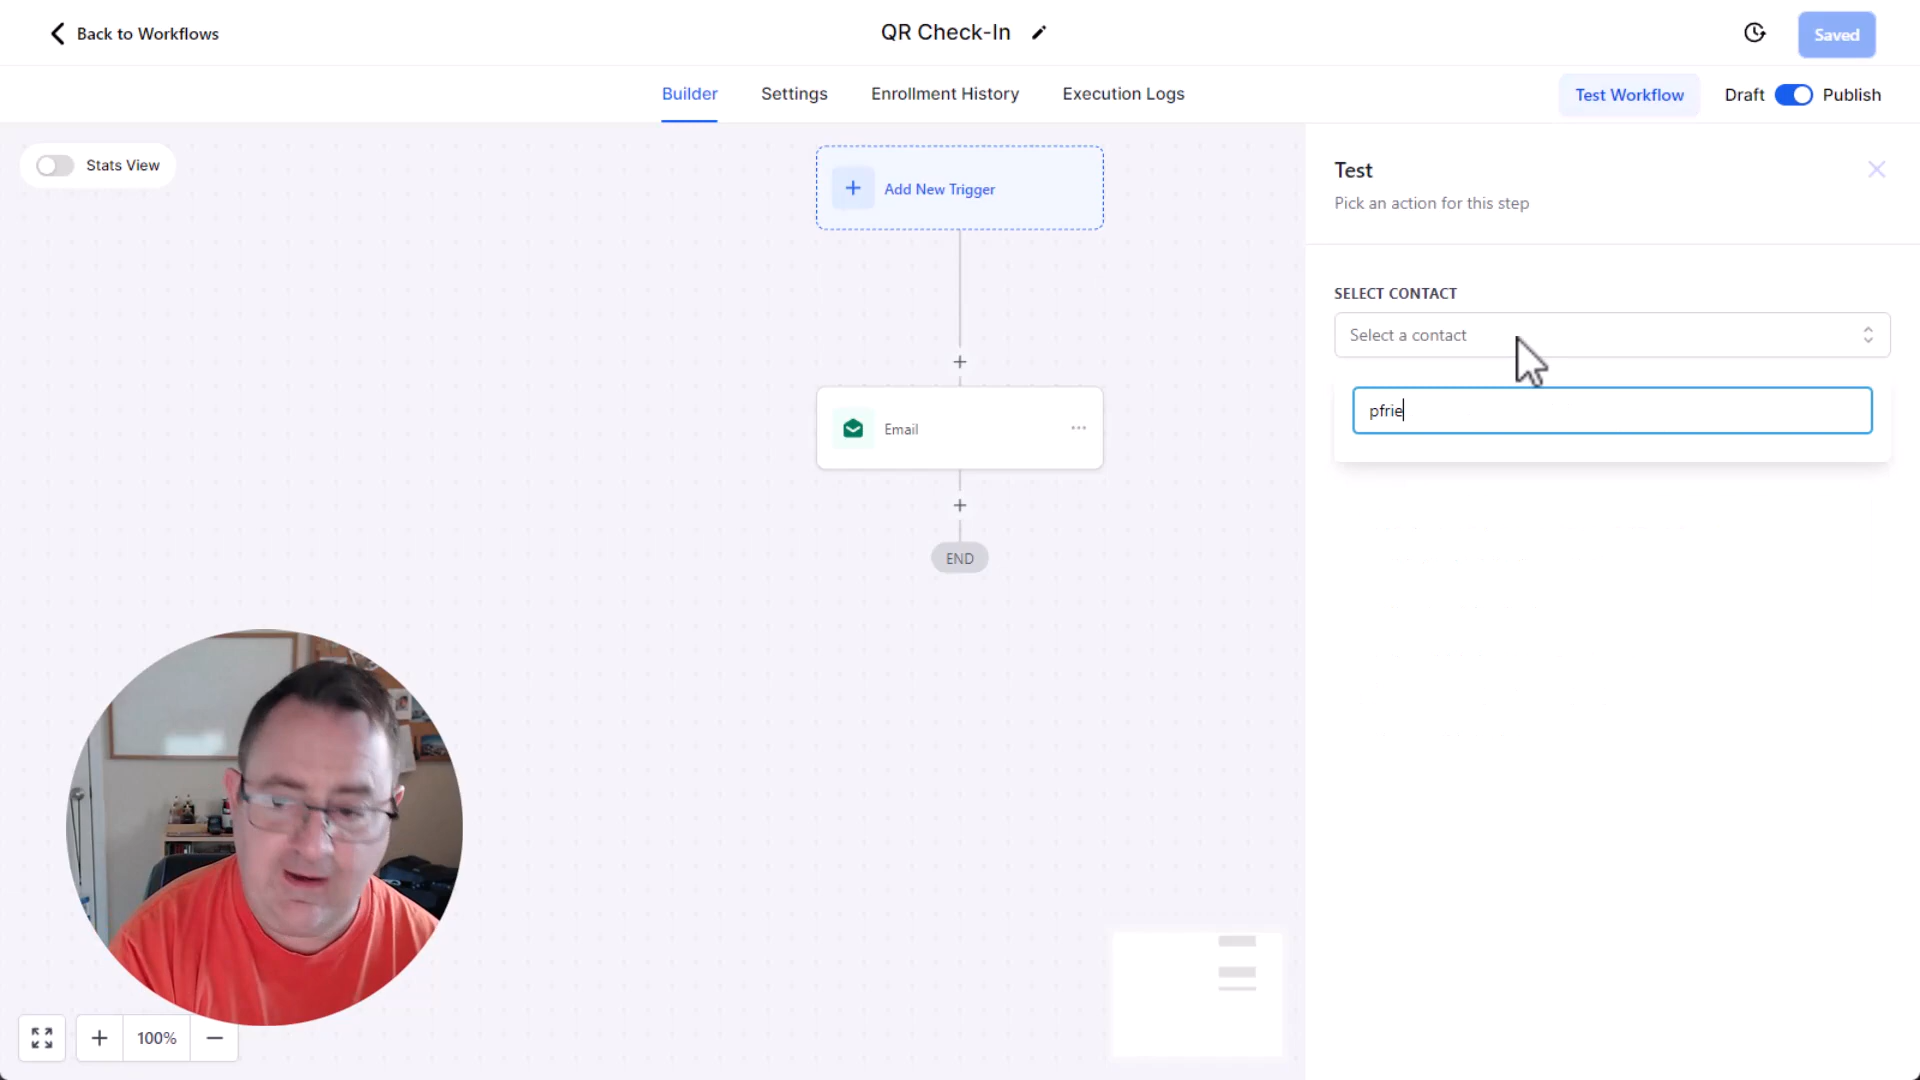 Back to Workflows
QR Check-In
Saved
Builder
Settings
Enrollment History
Execution Logs
Test Workflow
Draft
Publish
Stats View
Add New Trigger
Test
Pick an action for this step
SELECT CONTACT
Select a contact
pfrie
Email
END
100%